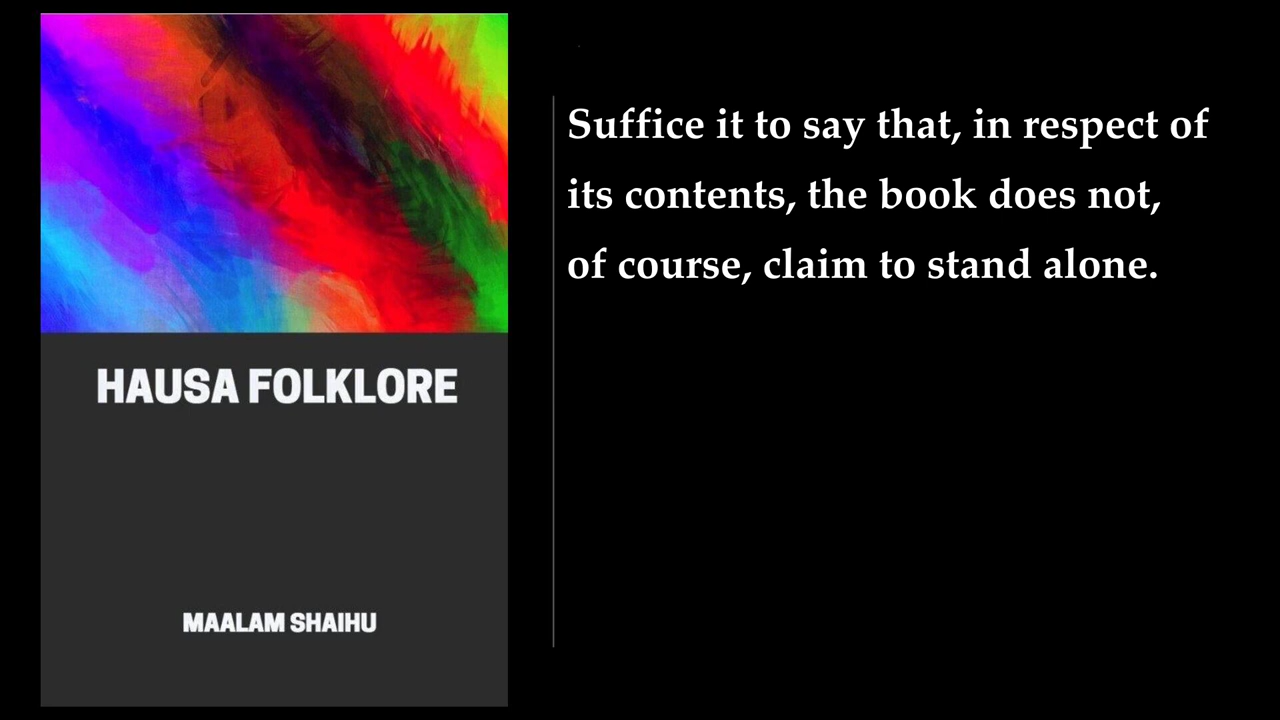 HAUSA FOLKLORE
MAALAM SHAIHU
Suffice it to say that, in respect of
its contents, the book does not,
of course, claim to stand alone.